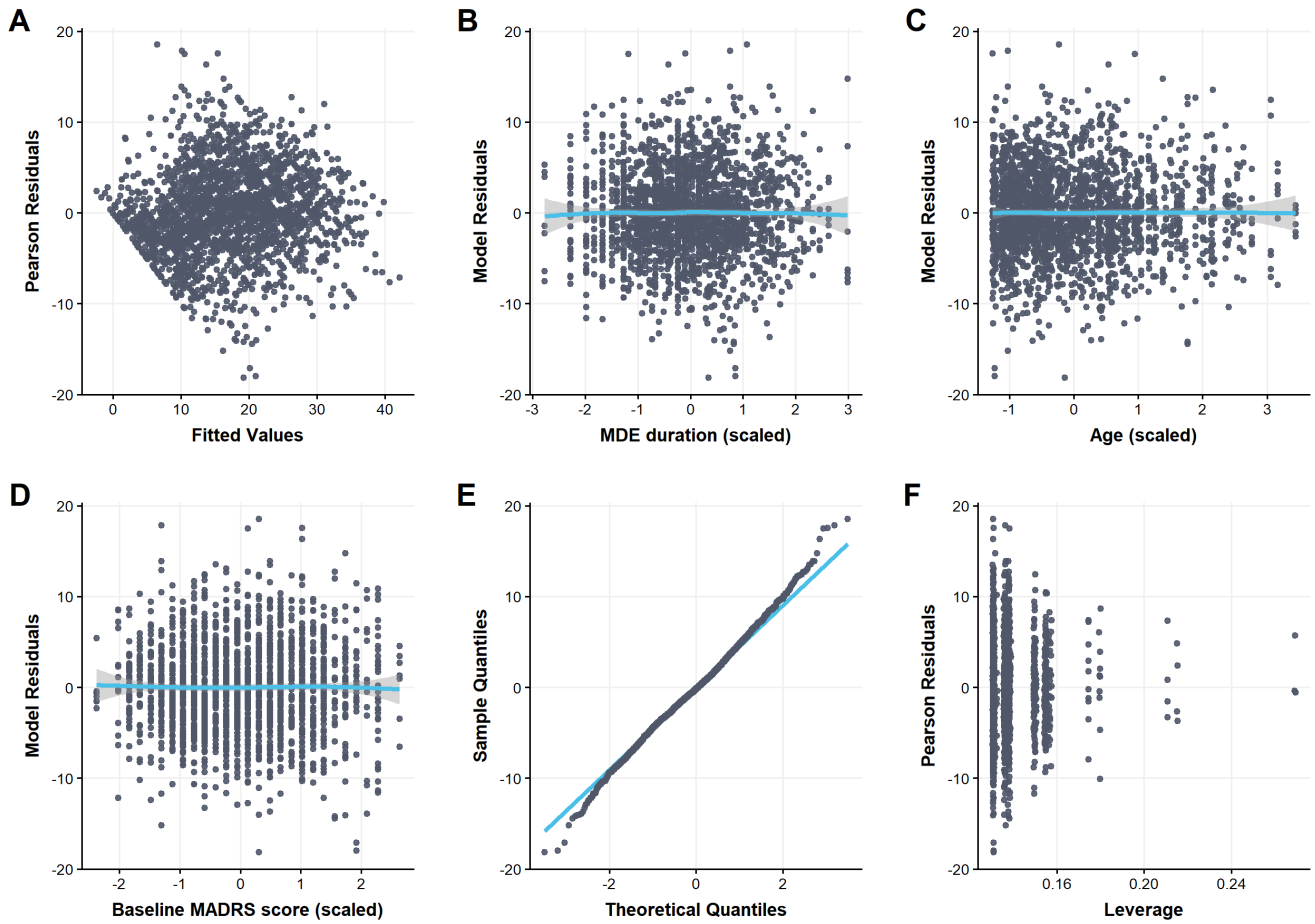 A
20
10
0
-10
-20
Pearson Residuals
0 10 20 30 40
Fitted Values
B
20
10
0
-10
-20
Model Residuals
-3 -2 -1 0 1 2 3
MDE duration (scaled)
C
20
10
0
-10
-20
Model Residuals
-1 0 1 2 3
Age (scaled)
D
20
10
0
-10
-20
Model Residuals
-2 -1 0 1 2
Baseline MADRS score (scaled)
E
20
10
0
-10
-20
Sample Quantiles
-2 0 2
Theoretical Quantiles
F
20
10
0
-10
-20
Pearson Residuals
0.16 0.20 0.24
Leverage